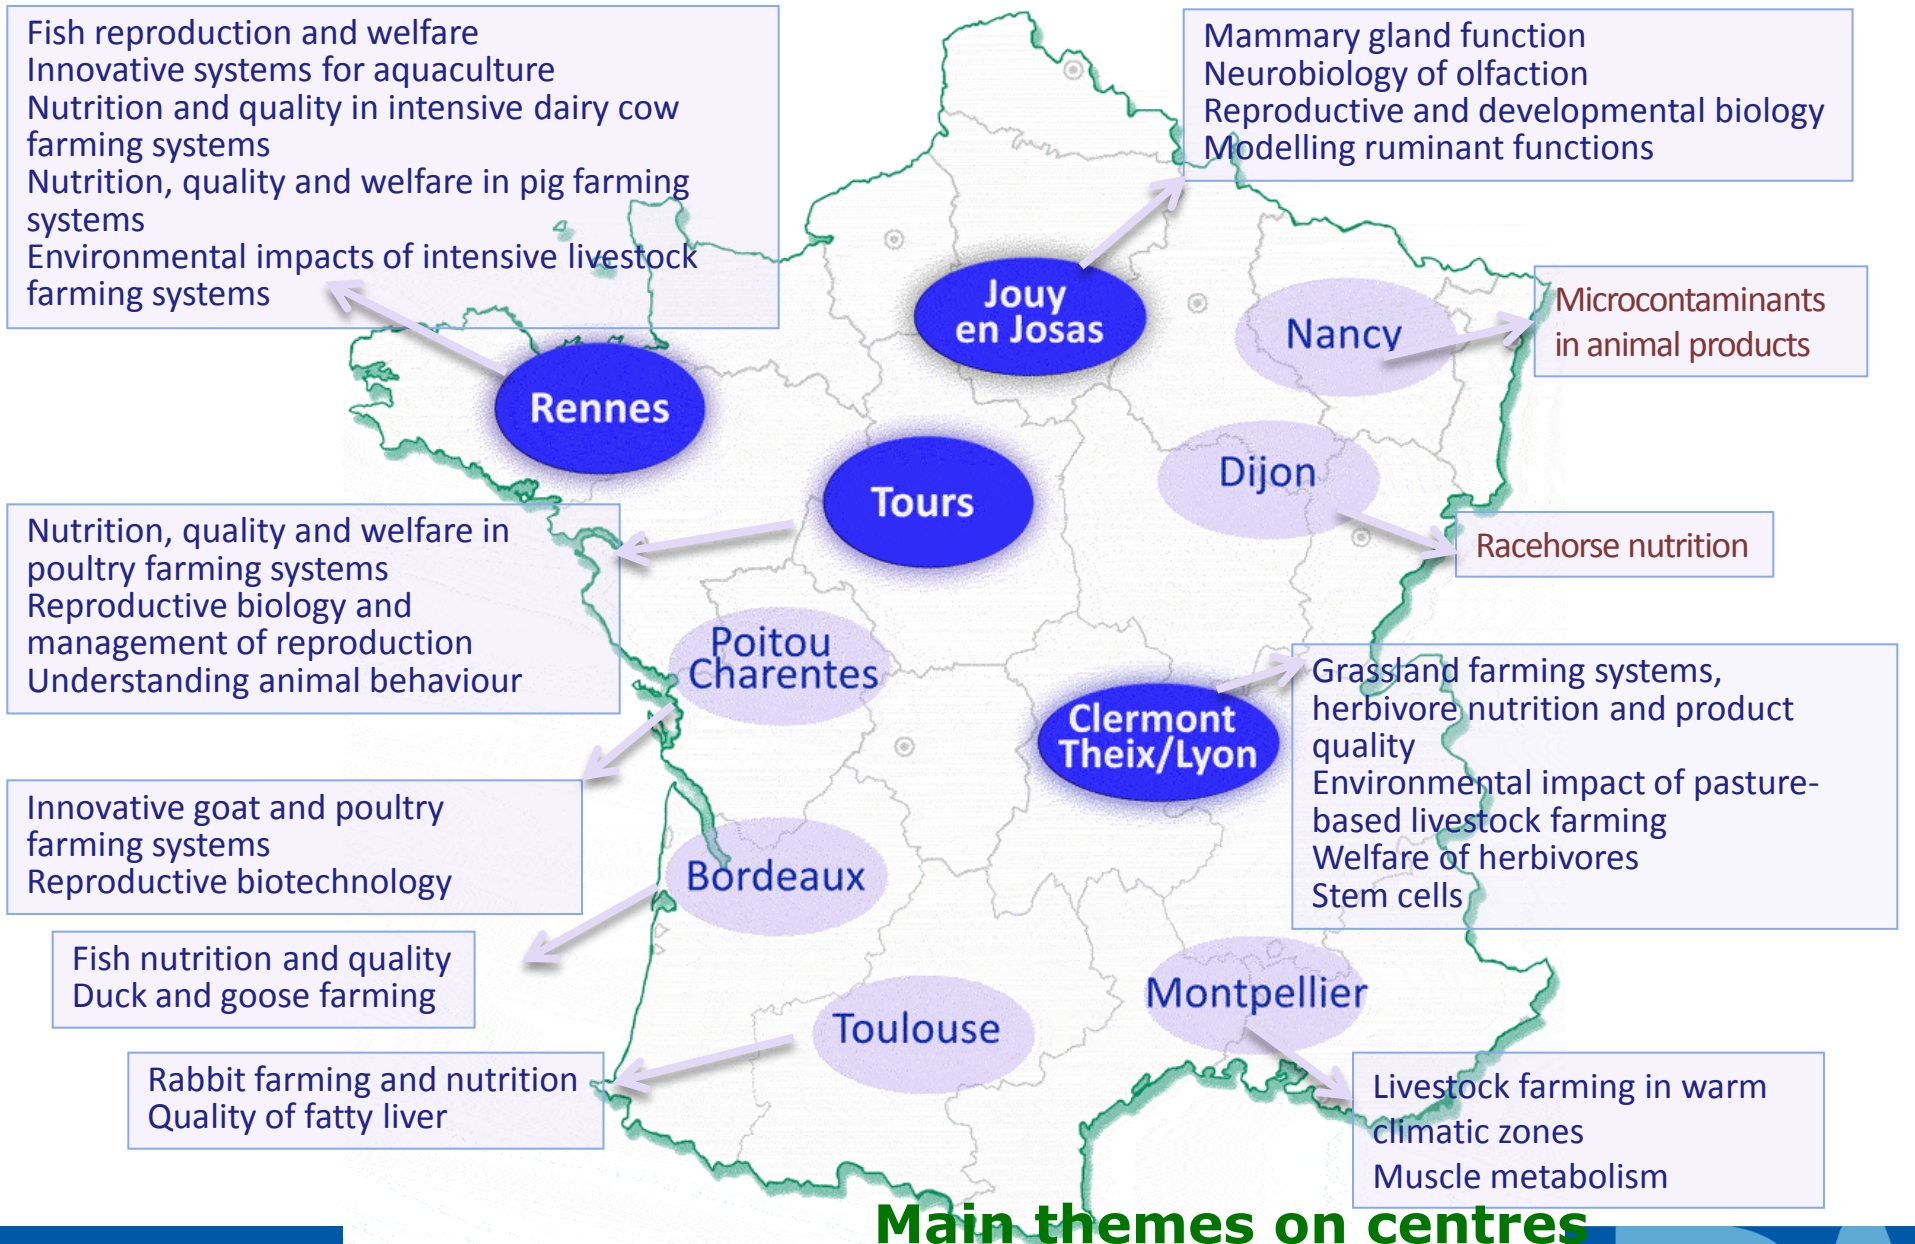 Fish reproduction and welfare
Innovative systems for aquaculture
Nutrition and quality in intensive dairy cow
farming systems
Nutrition, quality and welfare in pig farming
systems
Environmental impacts of intensive livestock
farming systems
Mammary gland function
Neurobiology of olfaction
Reproductive and developmental biology
Modelling ruminant functions
Jouy
en Josas
Nancy
Microcontaminants
in animal products
Rennes
Tours
Dijon
Racehorse nutrition
Nutrition, quality and welfare in
poultry farming systems
Reproductive biology and
management of reproduction
Understanding animal behaviour
Poitou
Charentes
Clermont
Theix/Lyon
Grassland farming systems,
herbivore nutrition and product
quality
Environmental impact of pasture-
based livestock farming
Welfare of herbivores
Stem cells
Innovative goat and poultry
farming systems
Reproductive biotechnology
Bordeaux
Fish nutrition and quality
Duck and goose farming
Toulouse
Montpellier
Rabbit farming and nutrition
Quality of fatty liver
Livestock farming in warm
climatic zones
Muscle metabolism
Main themes on centres